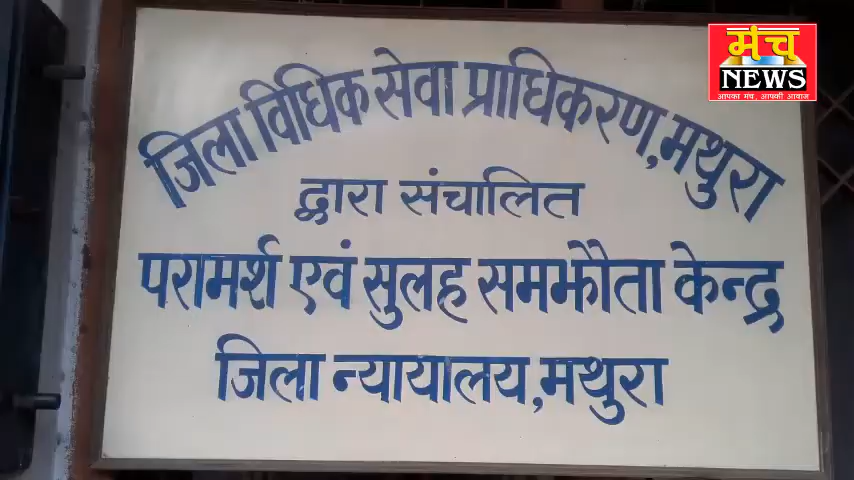 जिला विधिक सेवा प्राधिकरण,मथुरा
द्वारा संचालित
परामर्श एवं सुलह समझौता केन्द्र
जिला न्यायालय,मथुरा
मंच
NEWS
आपका मंच, आपकी आवाज